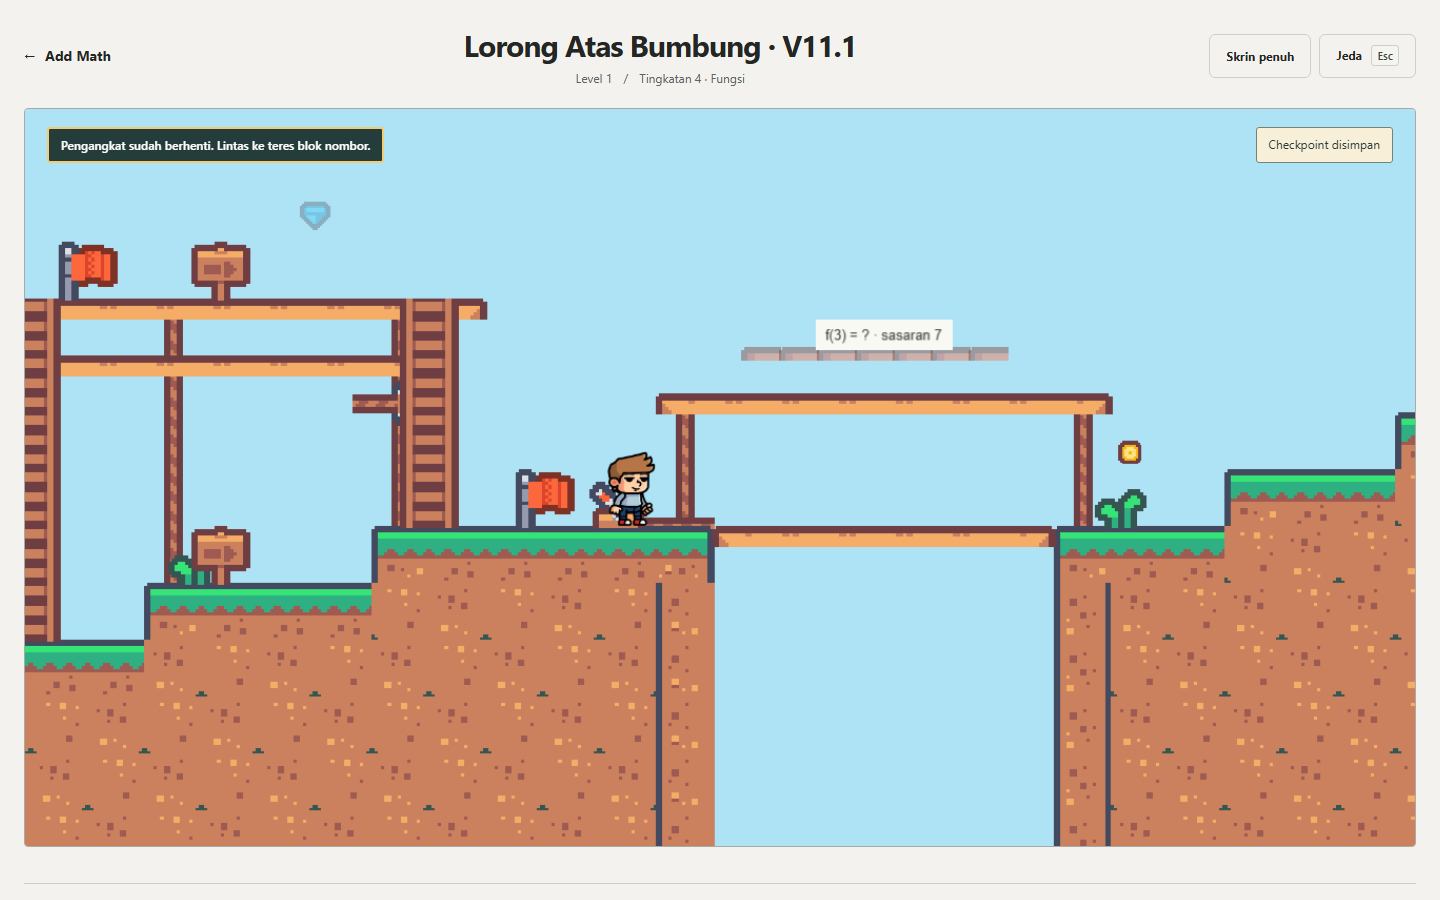 ← Add Math
Lorong Atas Bumbung · V11.1
Level 1 / Tingkatan 4 · Fungsi
Skrin penuh
Jeda Esc
Pengangkat sudah berhenti. Lintas ke teres blok nombor.
Checkpoint disimpan
f(3) = ? · sasaran 7